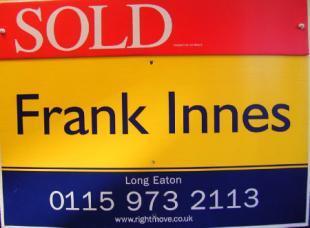 SOLD
Frank Innes
Long Eaton
0115 973 2113
www.rightmove.co.uk